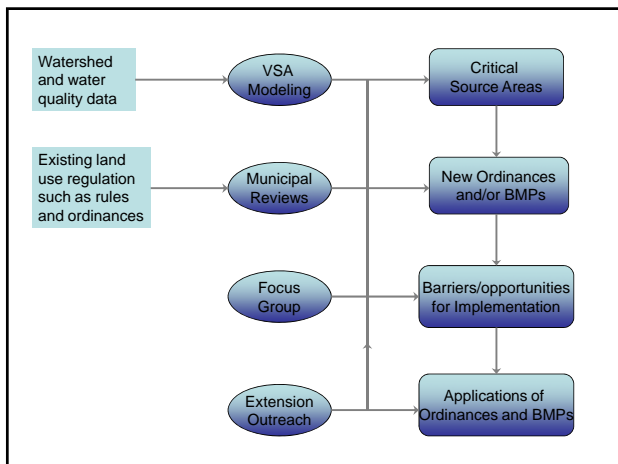 Watershed
and water
quality data
VSA
Modeling
Critical
Source Areas
Existing land
use regulation
such as rules
and ordinances
Municipal
Reviews
New Ordinances
and/or BMPs
Focus
Group
Barriers/opportunities
for Implementation
Extension
Outreach
Applications of
Ordinances and BMPs